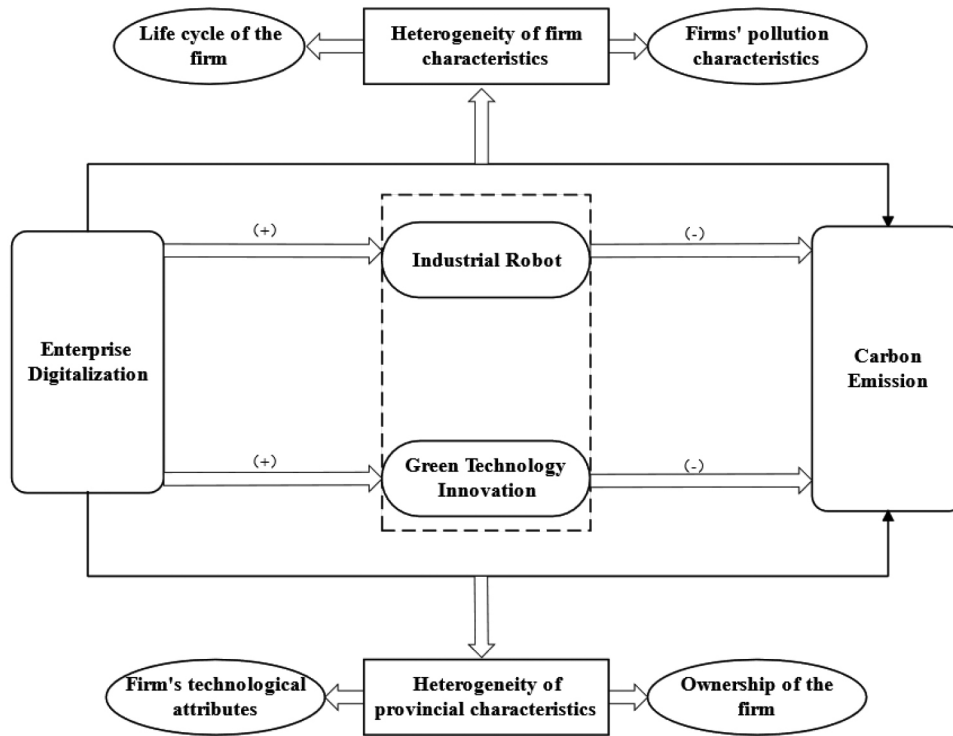 Life cycle of the
firm
Heterogeneity of firm
characteristics
Firms' pollution
characteristics
(+)
(-)
Industrial Robot
Enterprise
Digitalization
Carbon
Emission
(+)
(-)
Green Technology
Innovation
Firm's technological
attributes
Heterogeneity of
provincial characteristics
Ownership of the
firm